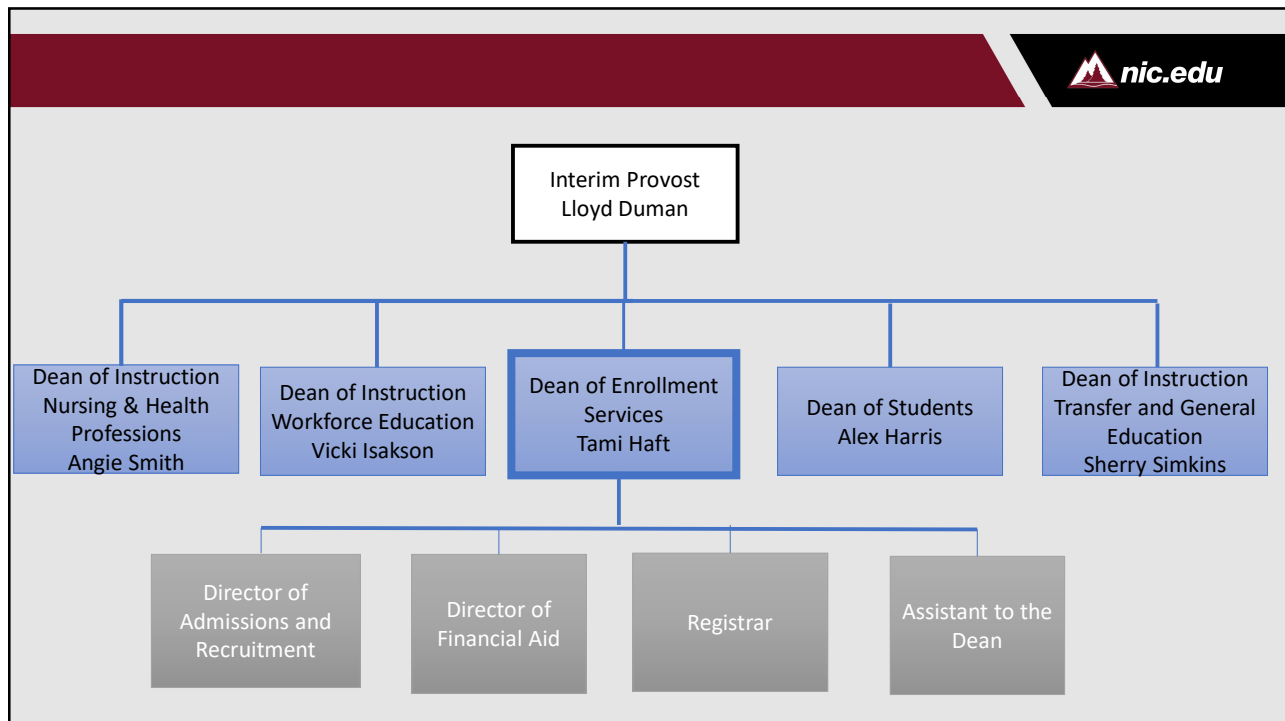 nic.edu
Interim Provost
Lloyd Duman
Dean of Instruction
Nursing & Health
Professions
Angie Smith
Dean of Instruction
Workforce Education
Vicki Isakson
Dean of Enrollment
Services
Tami Haft
Dean of Students
Alex Harris
Dean of Instruction
Transfer and General
Education
Sherry Simkins
Director of
Admissions and
Recruitment
Director of
Financial Aid
Registrar
Assistant to the
Dean